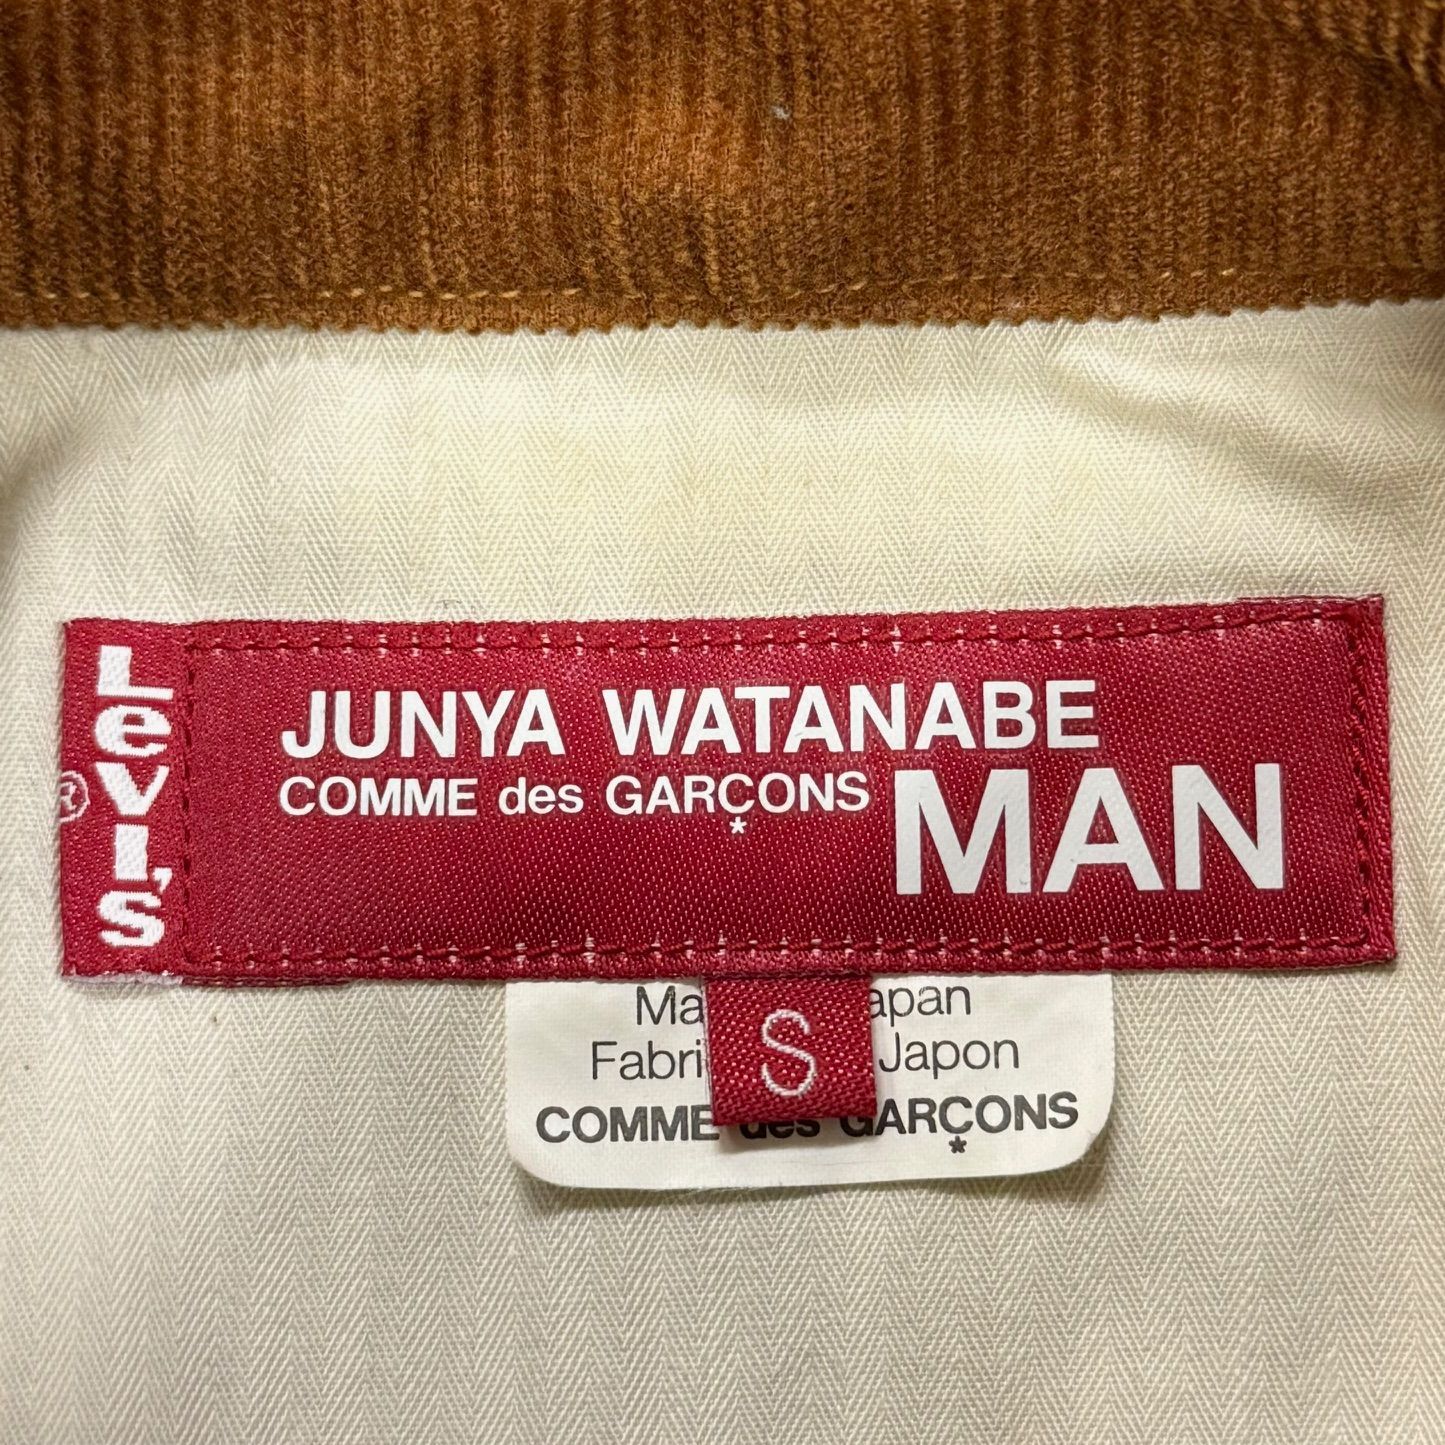 Levi's
®
JUNYA WATANABE
COMME des GARÇONS
*
MAN
S
Ma apan
Fabri Japon
COMME des GARÇONS
*